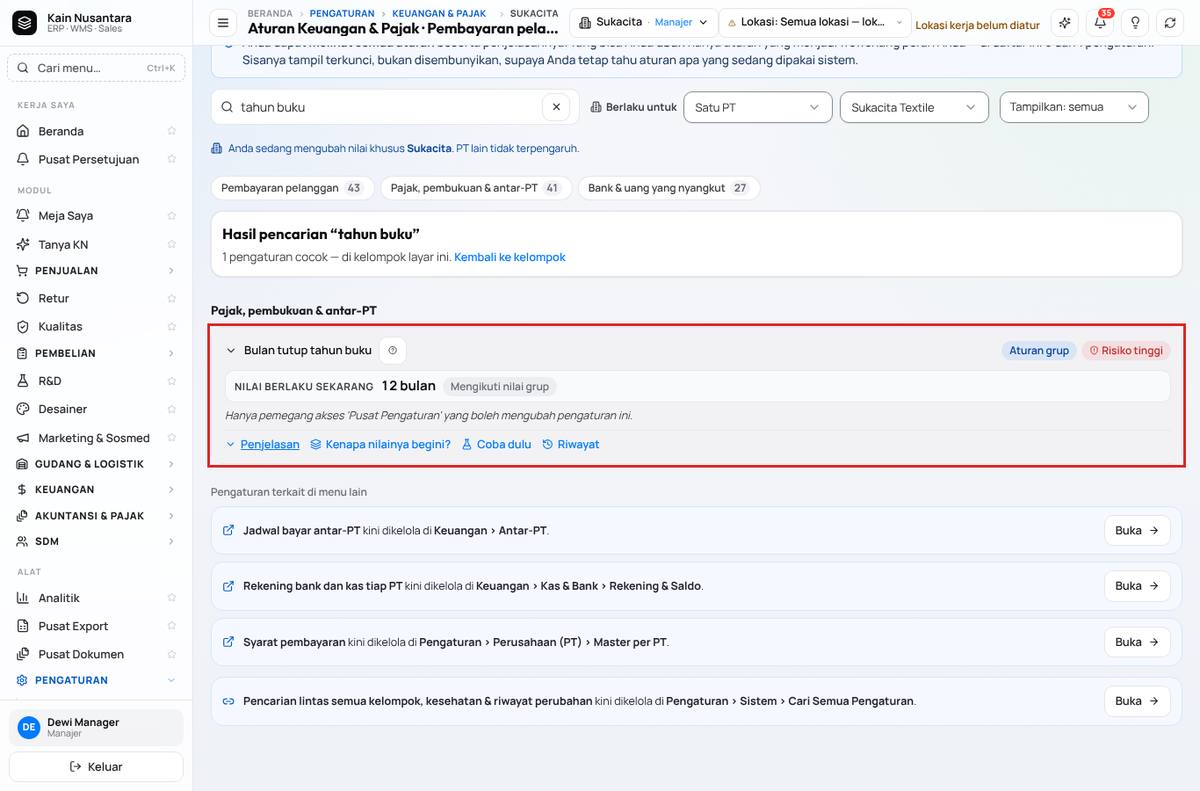 Kain Nusantara
ERP · WMS · Sales
Cari menu... Ctrl+K
KERJA SAYA
Beranda
Pusat Persetujuan
MODUL
Meja Saya
Tanya KN
PENJUALAN
Retur
Kualitas
PEMBELIAN
R&D
Desainer
Marketing & Sosmed
GUDANG & LOGISTIK
KEUANGAN
AKUNTANSI & PAJAK
SDM
ALAT
Analitik
Pusat Export
Pusat Dokumen
PENGATURAN
DE Dewi Manager
Manajer
Keluar
BERANDA > PENGATURAN > KEUANGAN & PAJAK > SUKACITA
Aturan Keuangan & Pajak · Pembayaran pela...
Sukacita · Manajer
Lokasi: Semua lokasi — lok...
Lokasi kerja belum diatur
35
Sisanya tampil terkunci, bukan disembunyikan, supaya Anda tetap tahu aturan apa yang sedang dipakai sistem.
tahun buku
Berlaku untuk Satu PT Sukacita Textile Tampilkan: semua
Anda sedang mengubah nilai khusus Sukacita. PT lain tidak terpengaruh.
Pembayaran pelanggan 43 Pajak, pembukuan & antar-PT 41 Bank & uang yang nyangkut 27
Hasil pencarian “tahun buku”
1 pengaturan cocok — di kelompok layar ini. Kembali ke kelompok
Pajak, pembukuan & antar-PT
Bulan tutup tahun buku Aturan grup Risiko tinggi
NILAI BERLAKU SEKARANG 12 bulan Mengikuti nilai grup
Hanya pemegang akses 'Pusat Pengaturan' yang boleh mengubah pengaturan ini.
Penjelasan Kenapa nilainya begini? Coba dulu Riwayat
Pengaturan terkait di menu lain
Jadwal bayar antar-PT kini dikelola di Keuangan › Antar-PT. Buka
Rekening bank dan kas tiap PT kini dikelola di Keuangan › Kas & Bank › Rekening & Saldo. Buka
Syarat pembayaran kini dikelola di Pengaturan › Perusahaan (PT) › Master per PT. Buka
Pencarian lintas semua kelompok, kesehatan & riwayat perubahan kini dikelola di Pengaturan › Sistem › Cari Semua Pengaturan. Buka